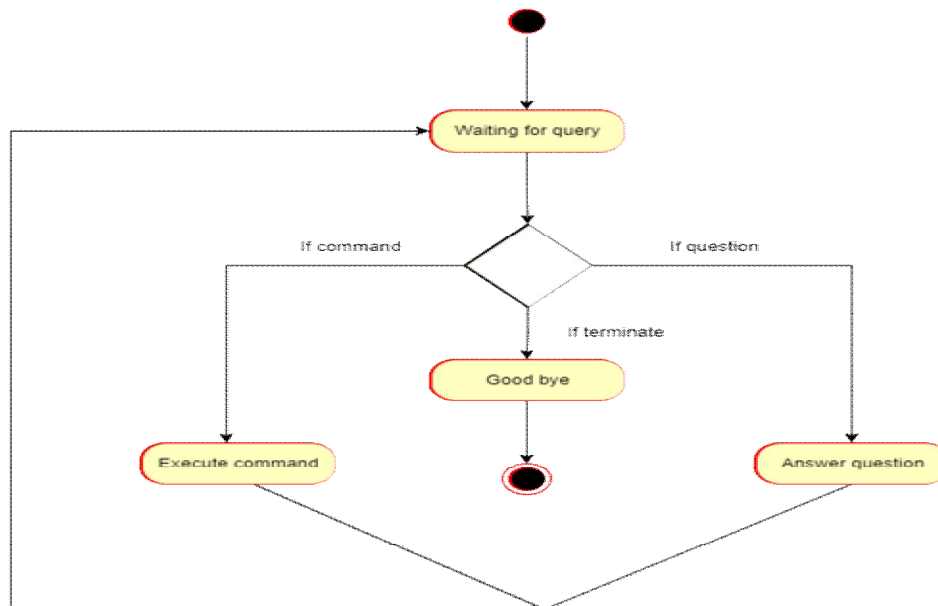 Waiting for query
If command
If question
If terminate
Good bye
Execute command
Answer question